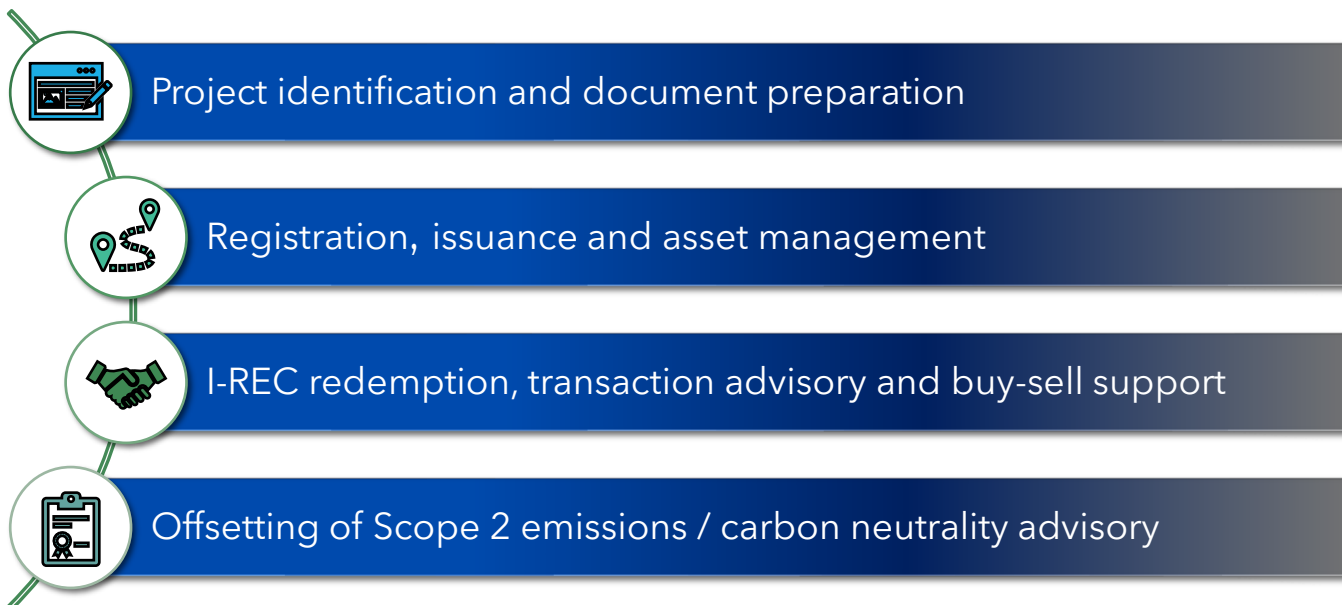 Project identification and document preparation
Registration, issuance and asset management
I-REC redemption, transaction advisory and buy-sell support
Offsetting of Scope 2 emissions / carbon neutrality advisory